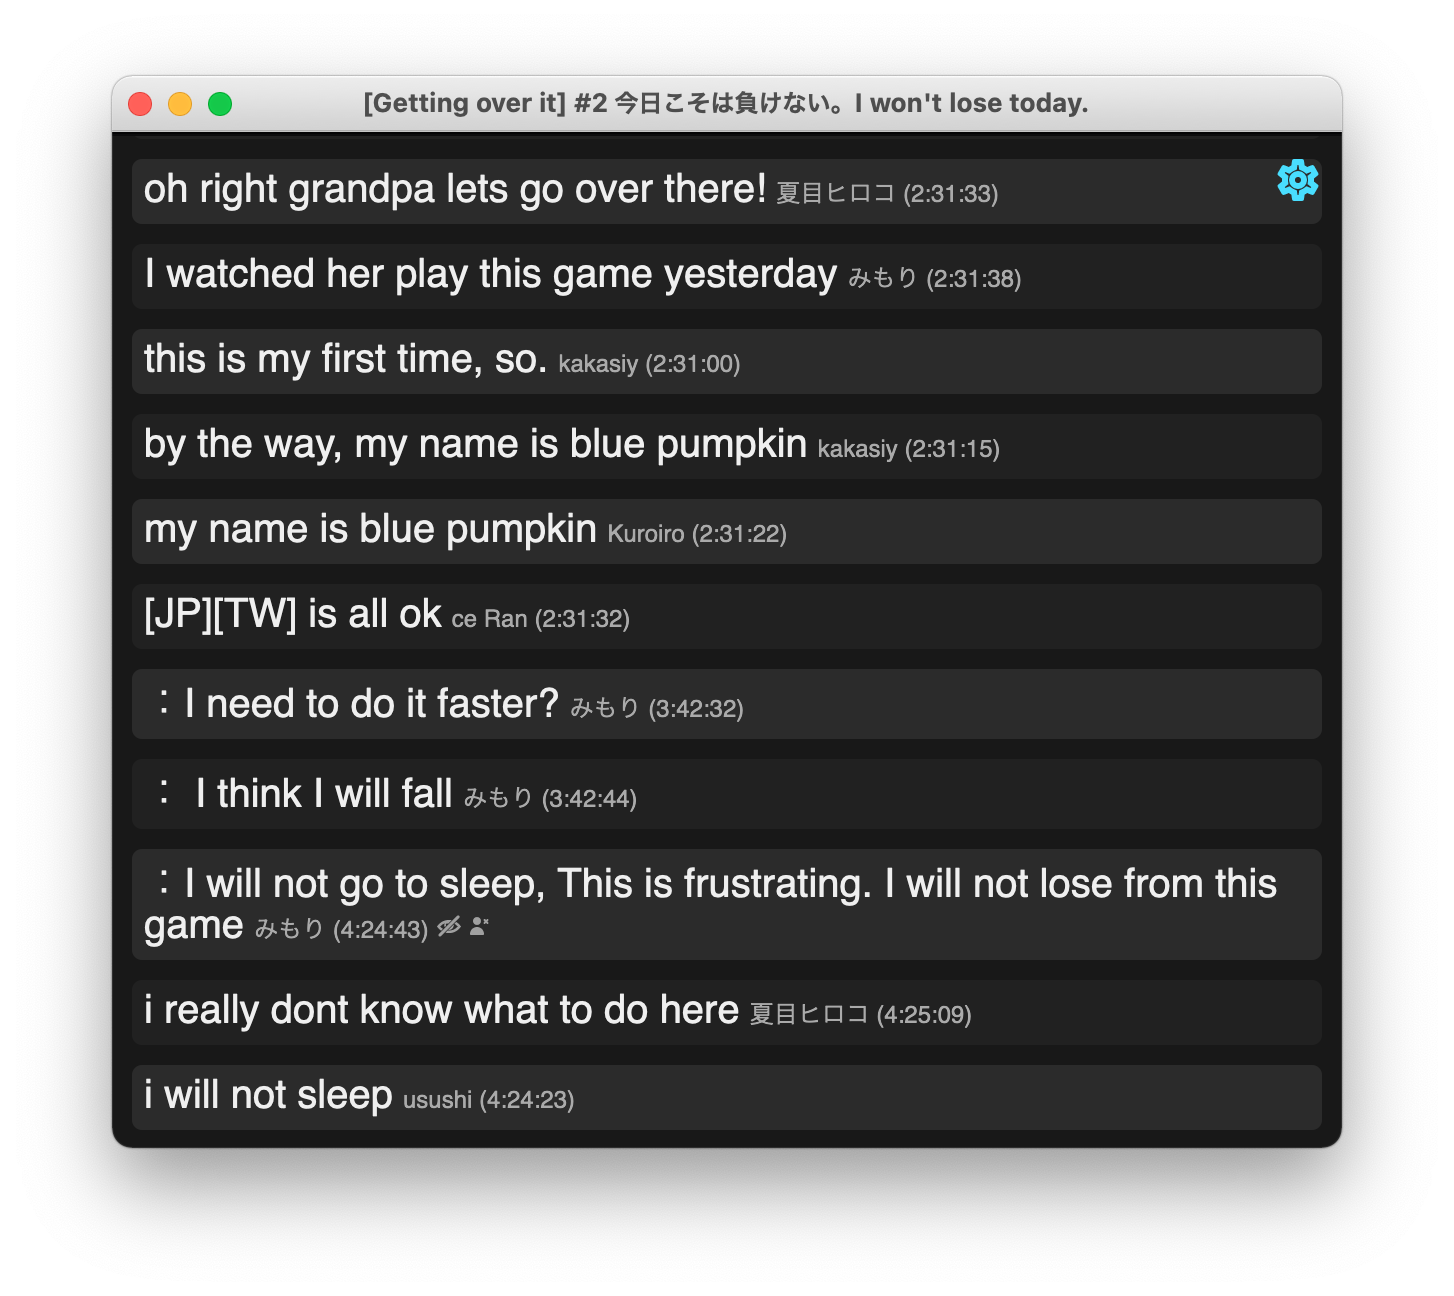 [Getting over it] #2 今日こそは負けない。I won't lose today.
oh right grandpa lets go over there! 夏目ヒロコ (2:31:33)
I watched her play this game yesterday みもり (2:31:38)
this is my first time, so. kakasiy (2:31:00)
by the way, my name is blue pumpkin kakasiy (2:31:15)
my name is blue pumpkin Kuroiro (2:31:22)
[JP][TW] is all ok ce Ran (2:31:32)
：I need to do it faster? みもり (3:42:32)
： I think I will fall みもり (3:42:44)
：I will not go to sleep, This is frustrating. I will not lose from this
game みもり (4:24:43)
i really dont know what to do here 夏目ヒロコ (4:25:09)
i will not sleep usushi (4:24:23)